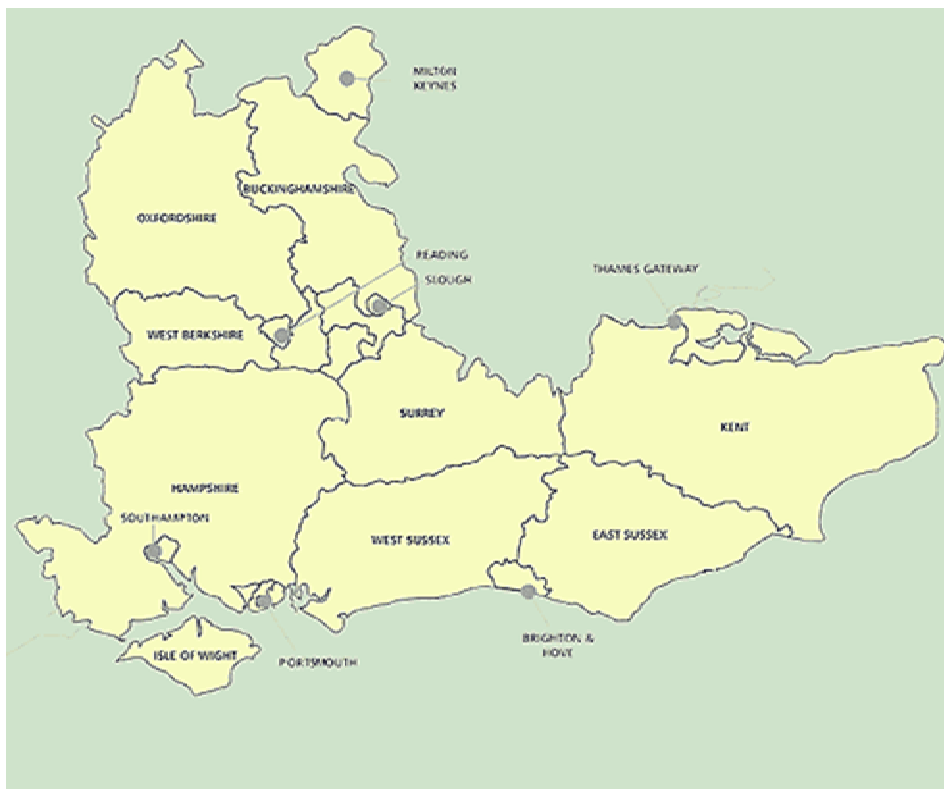 MILTON
KEYNES
BUCKINGHAMSHIRE
OXFORDSHIRE
READING
SLOUGH
THAMES GATEWAY
WEST BERKSHIRE
SURREY
KENT
HAMPSHIRE
SOUTHAMPTON
WEST SUSSEX
EAST SUSSEX
BRIGHTON &
HOVE
ISLE OF WIGHT
PORTSMOUTH